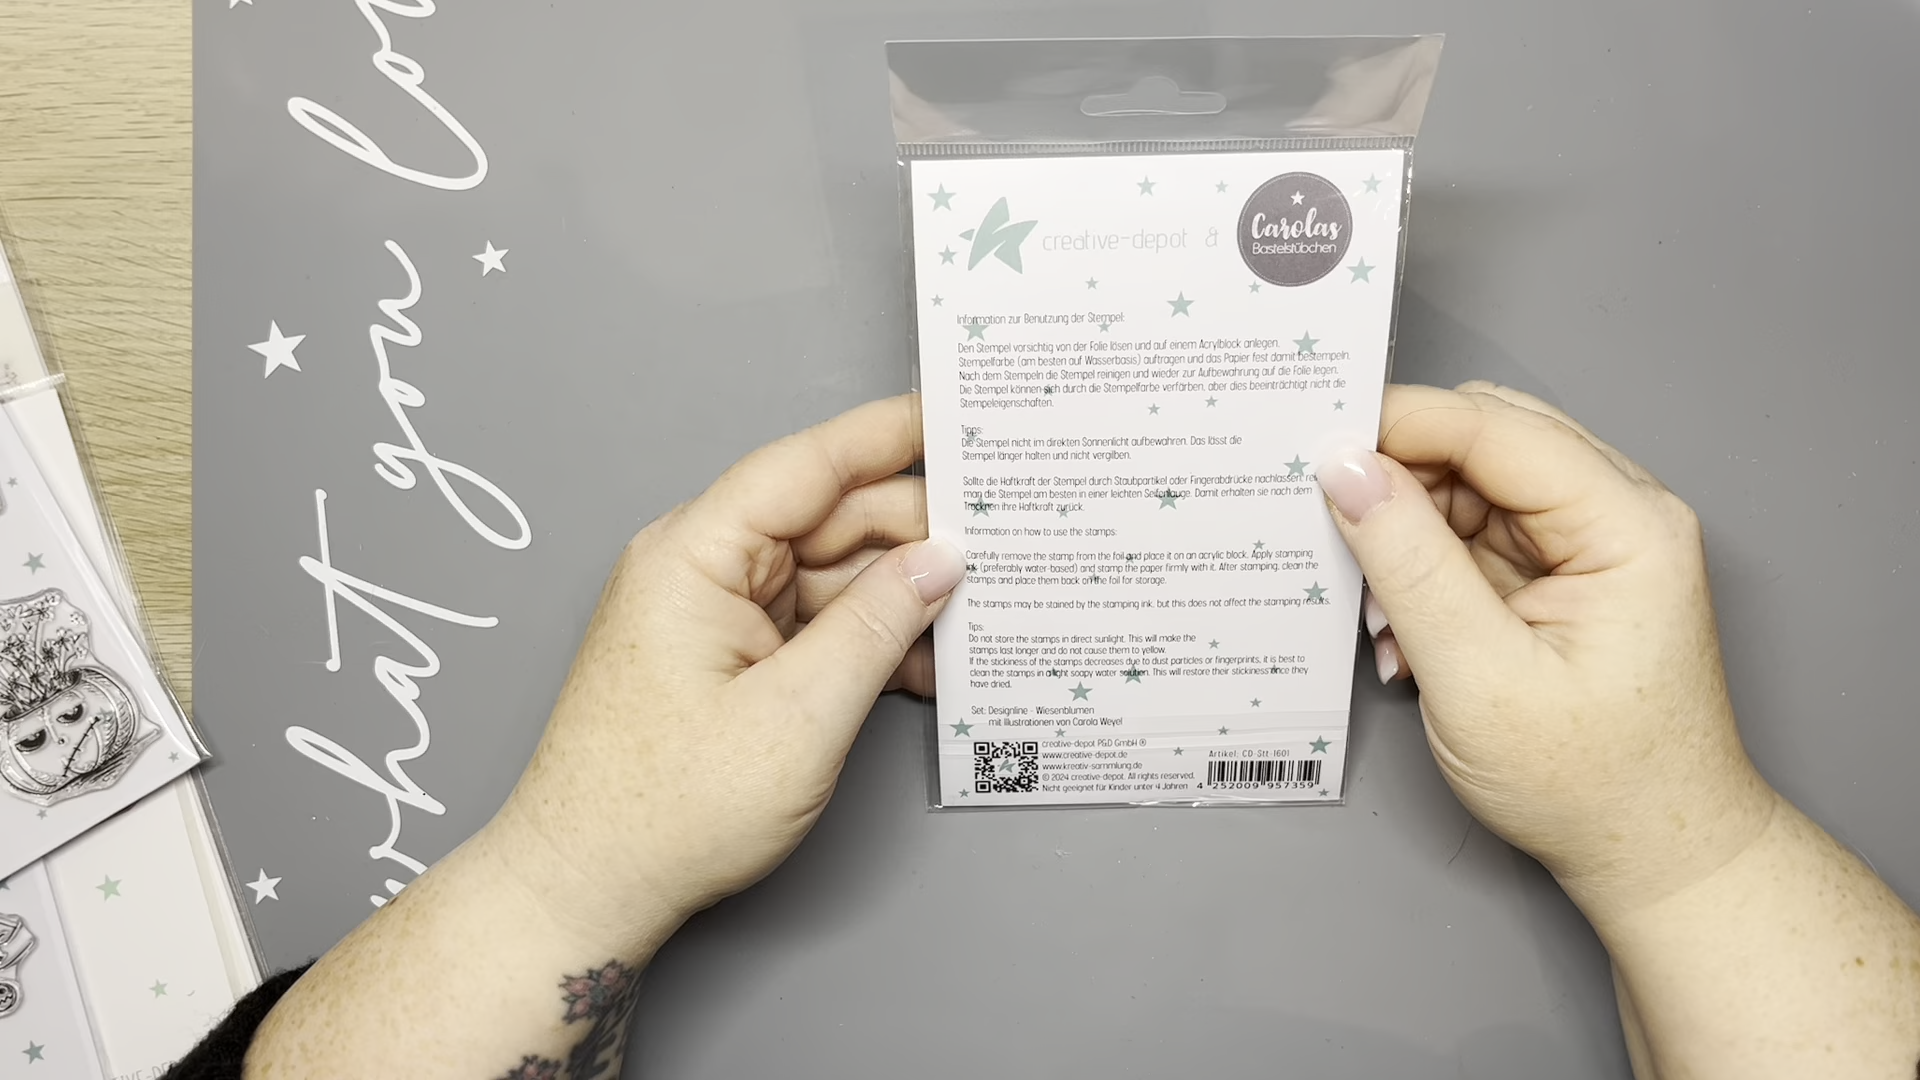 what you lo
creative-depot &
Carolas
Bastelstübchen
Information zur Benutzung der Stempel:
Den Stempel vorsichtig von der Folie lösen und auf einem Acrylblock anlegen.
Stempelfarbe (am besten auf Wasserbasis) auftragen und das Papier fest damit bestempeln.
Nach dem Stempeln die Stempel reinigen und wieder zur Aufbewahrung auf die Folie legen.
Die Stempel können sich durch die Stempelfarbe verfärben, aber dies beeinträchtigt nicht die
Stempeleigenschaften.
Tipps:
Die Stempel nicht im direkten Sonnenlicht aufbewahren. Das lässt die
Stempel länger halten und nicht vergilben.
Sollte die Haftkraft der Stempel durch Staubpartikel oder Fingerabdrücke nachlassen,
man die Stempel am besten in einer leichten Seifenlauge. Damit erhalten sie nach dem
Trocknen ihre Haftkraft zurück.
Information on how to use the stamps:
Carefully remove the stamp from the foil and place it on an acrylic block. Apply stamping
ink (preferably water-based) and stamp the paper firmly with it. After stamping, clean the
stamps and place them back on the foil for storage.
The stamps may be stained by the stamping ink, but this does not affect the stamping results.
Tips:
Do not store the stamps in direct sunlight. This will make the
stamps last longer and do not cause them to yellow.
If the stickiness of the stamps decreases due to dust particles or fingerprints, it is best to
clean the stamps in a light soapy water solution. This will restore their stickiness once they
have dried.
Set: Designline - Wiesenblumen
mit Illustrationen von Carola Weyel
creative-depot P&D GmbH ®
www.creative-depot.de
www.kreativ-sammlung.de
© 2024 creative-depot. All rights reserved.
Nicht geeignet für Kinder unter 4 Jahren
Artikel: CD-Stt-1601
4 252009 957359